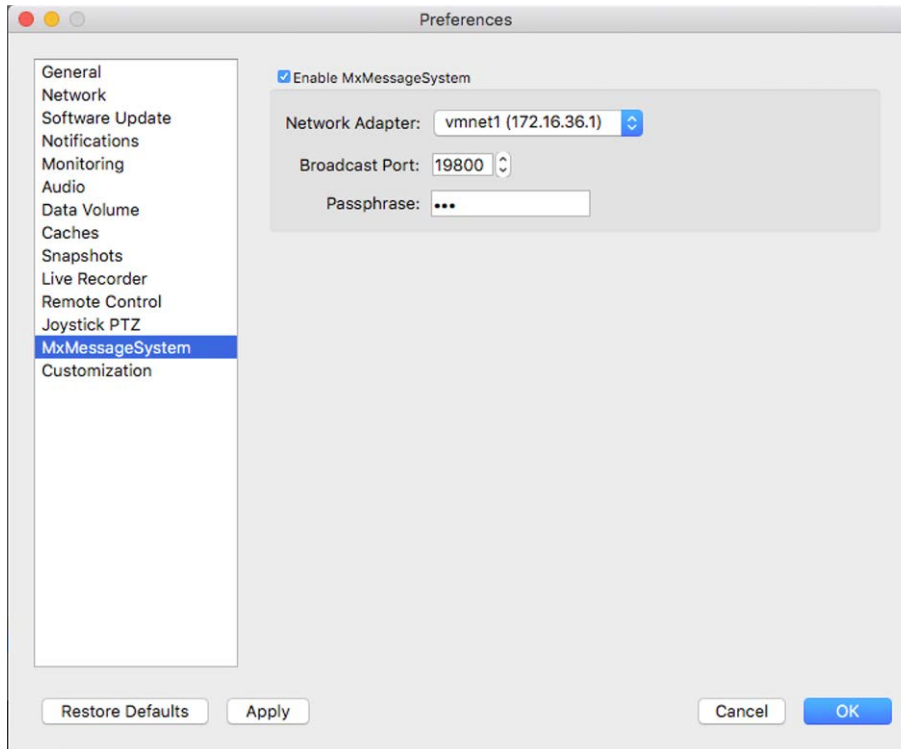 Preferences
General
Network
Software Update
Notifications
Monitoring
Audio
Data Volume
Caches
Snapshots
Live Recorder
Remote Control
Joystick PTZ
MxMessageSystem
Customization
Enable MxMessageSystem
Network Adapter: vmnet1 (172.16.36.1)
Broadcast Port: 19800
Passphrase: •••
Restore Defaults Apply Cancel OK